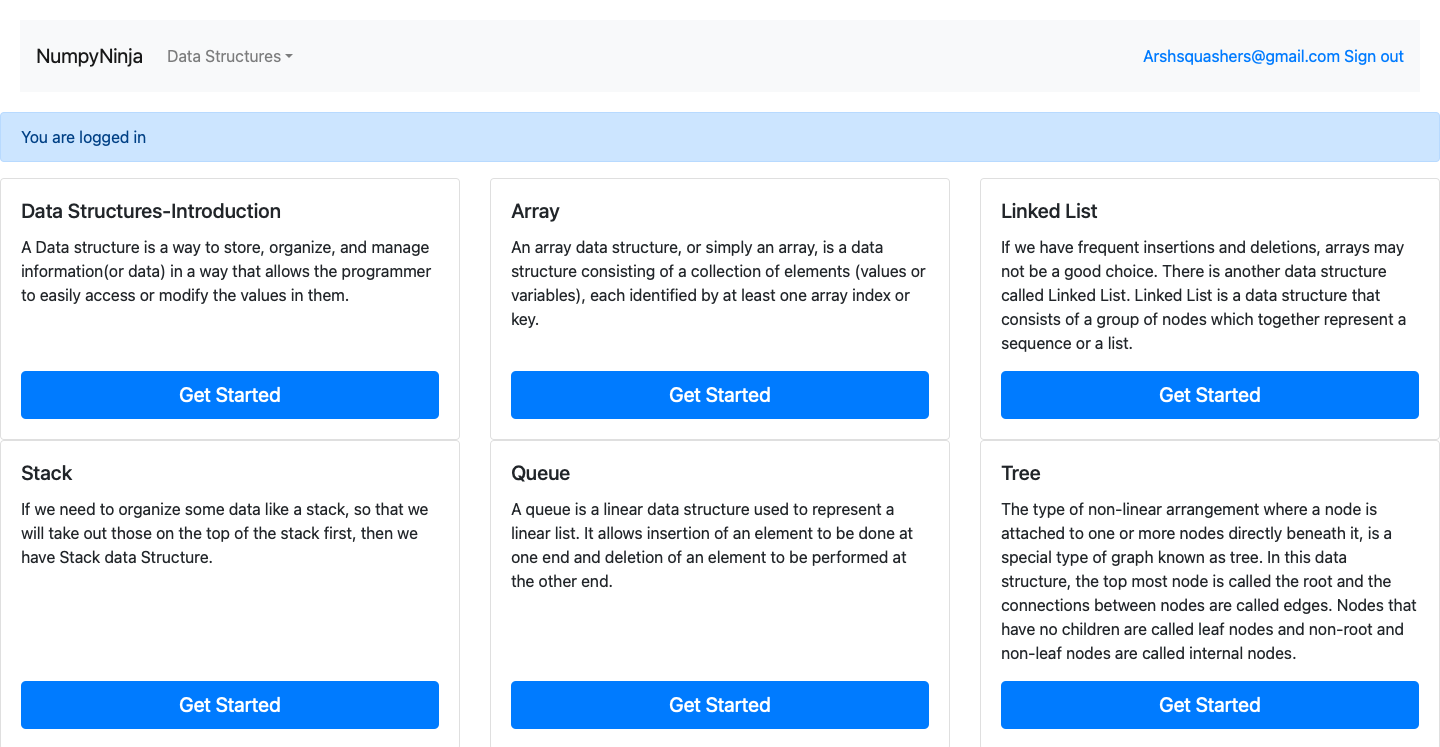 NumpyNinja
Data Structures
Arshsquashers@gmail.com Sign out
You are logged in
Data Structures-Introduction
A Data structure is a way to store, organize, and manage
information(or data) in a way that allows the programmer
to easily access or modify the values in them.
Get Started
Array
An array data structure, or simply an array, is a data
structure consisting of a collection of elements (values or
variables), each identified by at least one array index or
key.
Get Started
Linked List
If we have frequent insertions and deletions, arrays may
not be a good choice. There is another data structure
called Linked List. Linked List is a data structure that
consists of a group of nodes which together represent a
sequence or a list.
Get Started
Stack
If we need to organize some data like a stack, so that we
will take out those on the top of the stack first, then we
have Stack data Structure.
Get Started
Queue
A queue is a linear data structure used to represent a
linear list. It allows insertion of an element to be done at
one end and deletion of an element to be performed at
the other end.
Get Started
Tree
The type of non-linear arrangement where a node is
attached to one or more nodes directly beneath it, is a
special type of graph known as tree. In this data
structure, the top most node is called the root and the
connections between nodes are called edges. Nodes that
have no children are called leaf nodes and non-root and
non-leaf nodes are called internal nodes.
Get Started